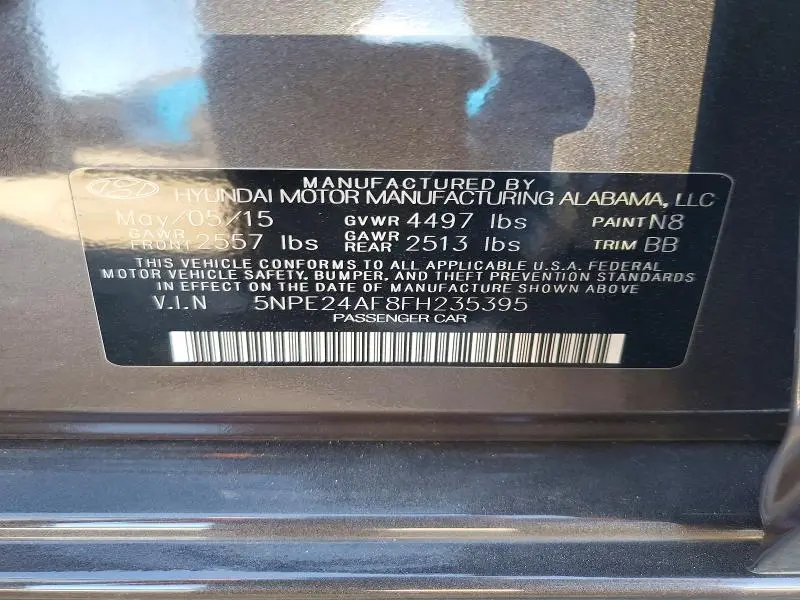 MANUFACTURED BY
HYUNDAI MOTOR MANUFACTURING ALABAMA, LLC
May/05/15 GVWR 4497 lbs PAINT N8
GAWR FRONT 2557 lbs GAWR REAR 2513 lbs TRIM BB
THIS VEHICLE CONFORMS TO ALL APPLICABLE U.S.A. FEDERAL
MOTOR VEHICLE SAFETY, BUMPER, AND THEFT PREVENTION STANDARDS
IN EFFECT ON THE DATE OF MANUFACTURE SHOWN ABOVE
V.I.N 5NPE24AF8FH235395
PASSENGER CAR